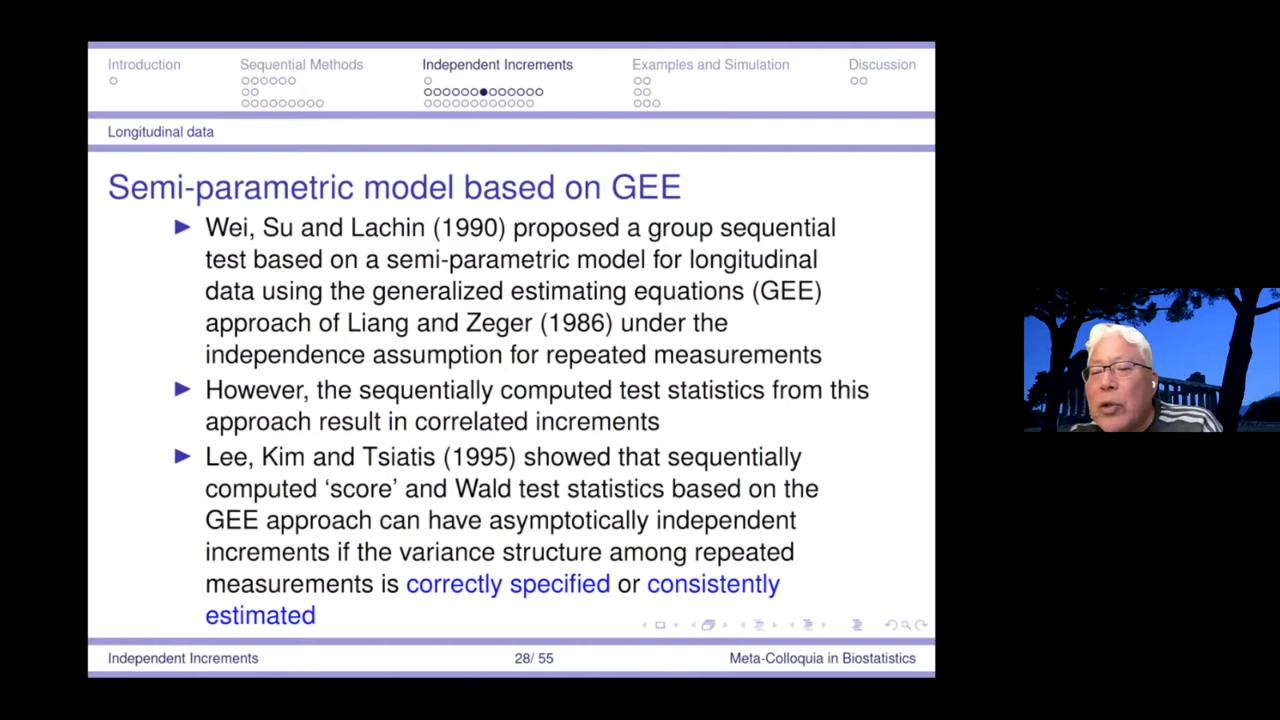 Introduction Sequential Methods Independent Increments Examples and Simulation Discussion
Longitudinal data
Semi-parametric model based on GEE
Wei, Su and Lachin (1990) proposed a group sequential
test based on a semi-parametric model for longitudinal
data using the generalized estimating equations (GEE)
approach of Liang and Zeger (1986) under the
independence assumption for repeated measurements
However, the sequentially computed test statistics from this
approach result in correlated increments
Lee, Kim and Tsiatis (1995) showed that sequentially
computed ‘score’ and Wald test statistics based on the
GEE approach can have asymptotically independent
increments if the variance structure among repeated
measurements is correctly specified or consistently
estimated
Independent Increments 28/ 55 Meta-Colloquia in Biostatistics